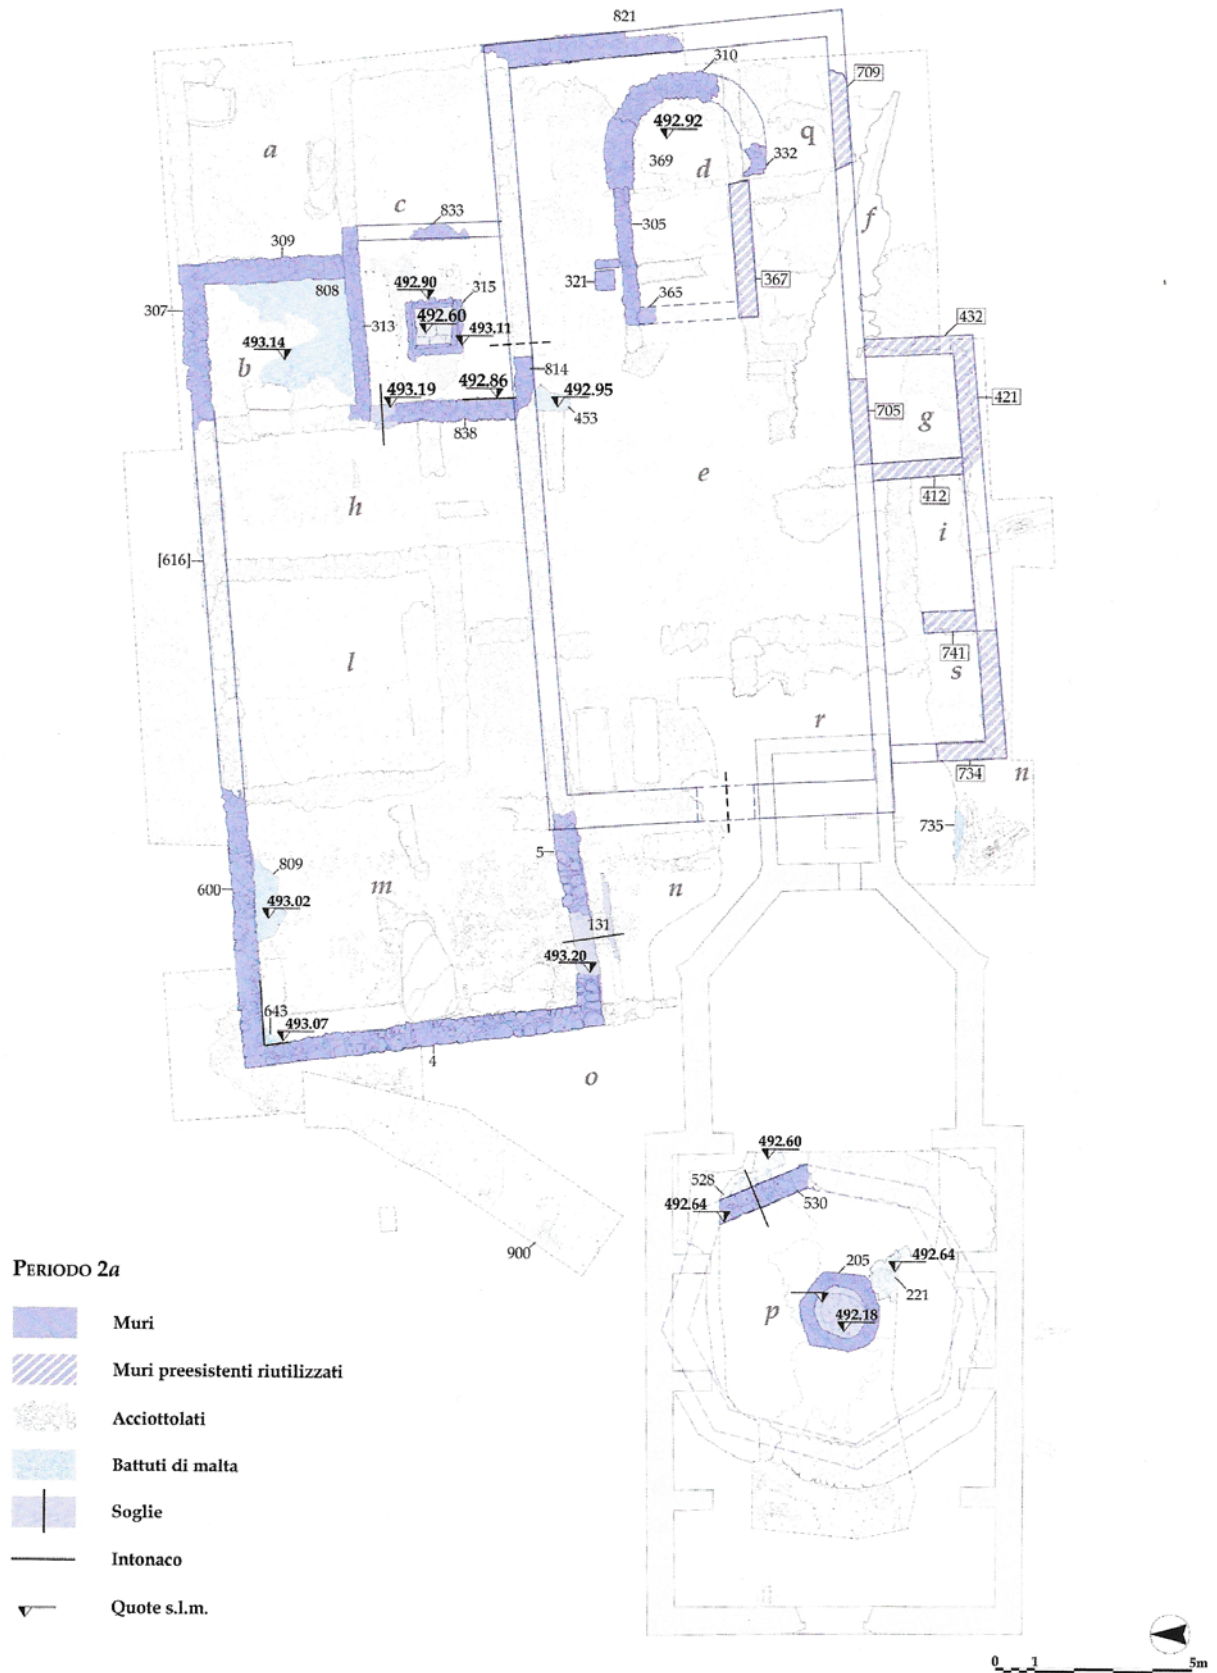 821
310
709
492.92
q
a
369
332
d
c
833
305
f
309
321
367
808
492.90
315
365
307
492.60
432
313
493.11
493.14
814
b
493.19
492.86
492.95
421
705
453
g
838
e
412
h
i
[616]
l
741
s
r
734
n
5
735
809
600
m
n
493.02
131
493.20
643
493.07
4
o
492.60
528
530
492.64
900
205
492.64
221
p
492.18
PERIODO 2a
Muri
Muri preesistenti riutilizzati
Acciottolati
Battuti di malta
Soglie
Intonaco
Quote s.l.m.
0 1 5m